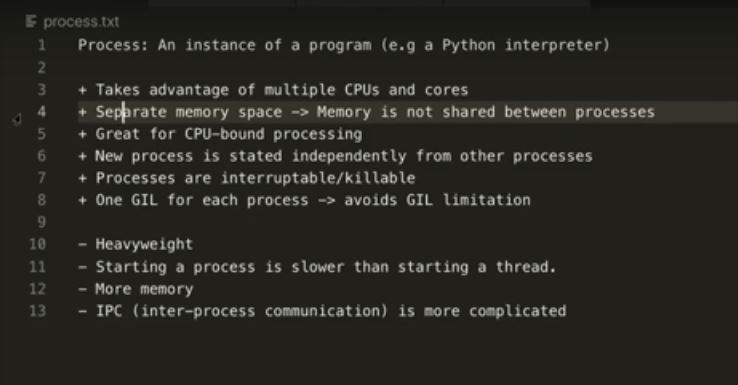 process.txt
1 Process: An instance of a program (e.g a Python interpreter)
2
3 + Takes advantage of multiple CPUs and cores
4 + Separate memory space -> Memory is not shared between processes
5 + Great for CPU-bound processing
6 + New process is stated independently from other processes
7 + Processes are interruptable/killable
8 + One GIL for each process -> avoids GIL limitation
9
10 - Heavyweight
11 - Starting a process is slower than starting a thread.
12 - More memory
13 - IPC (inter-process communication) is more complicated